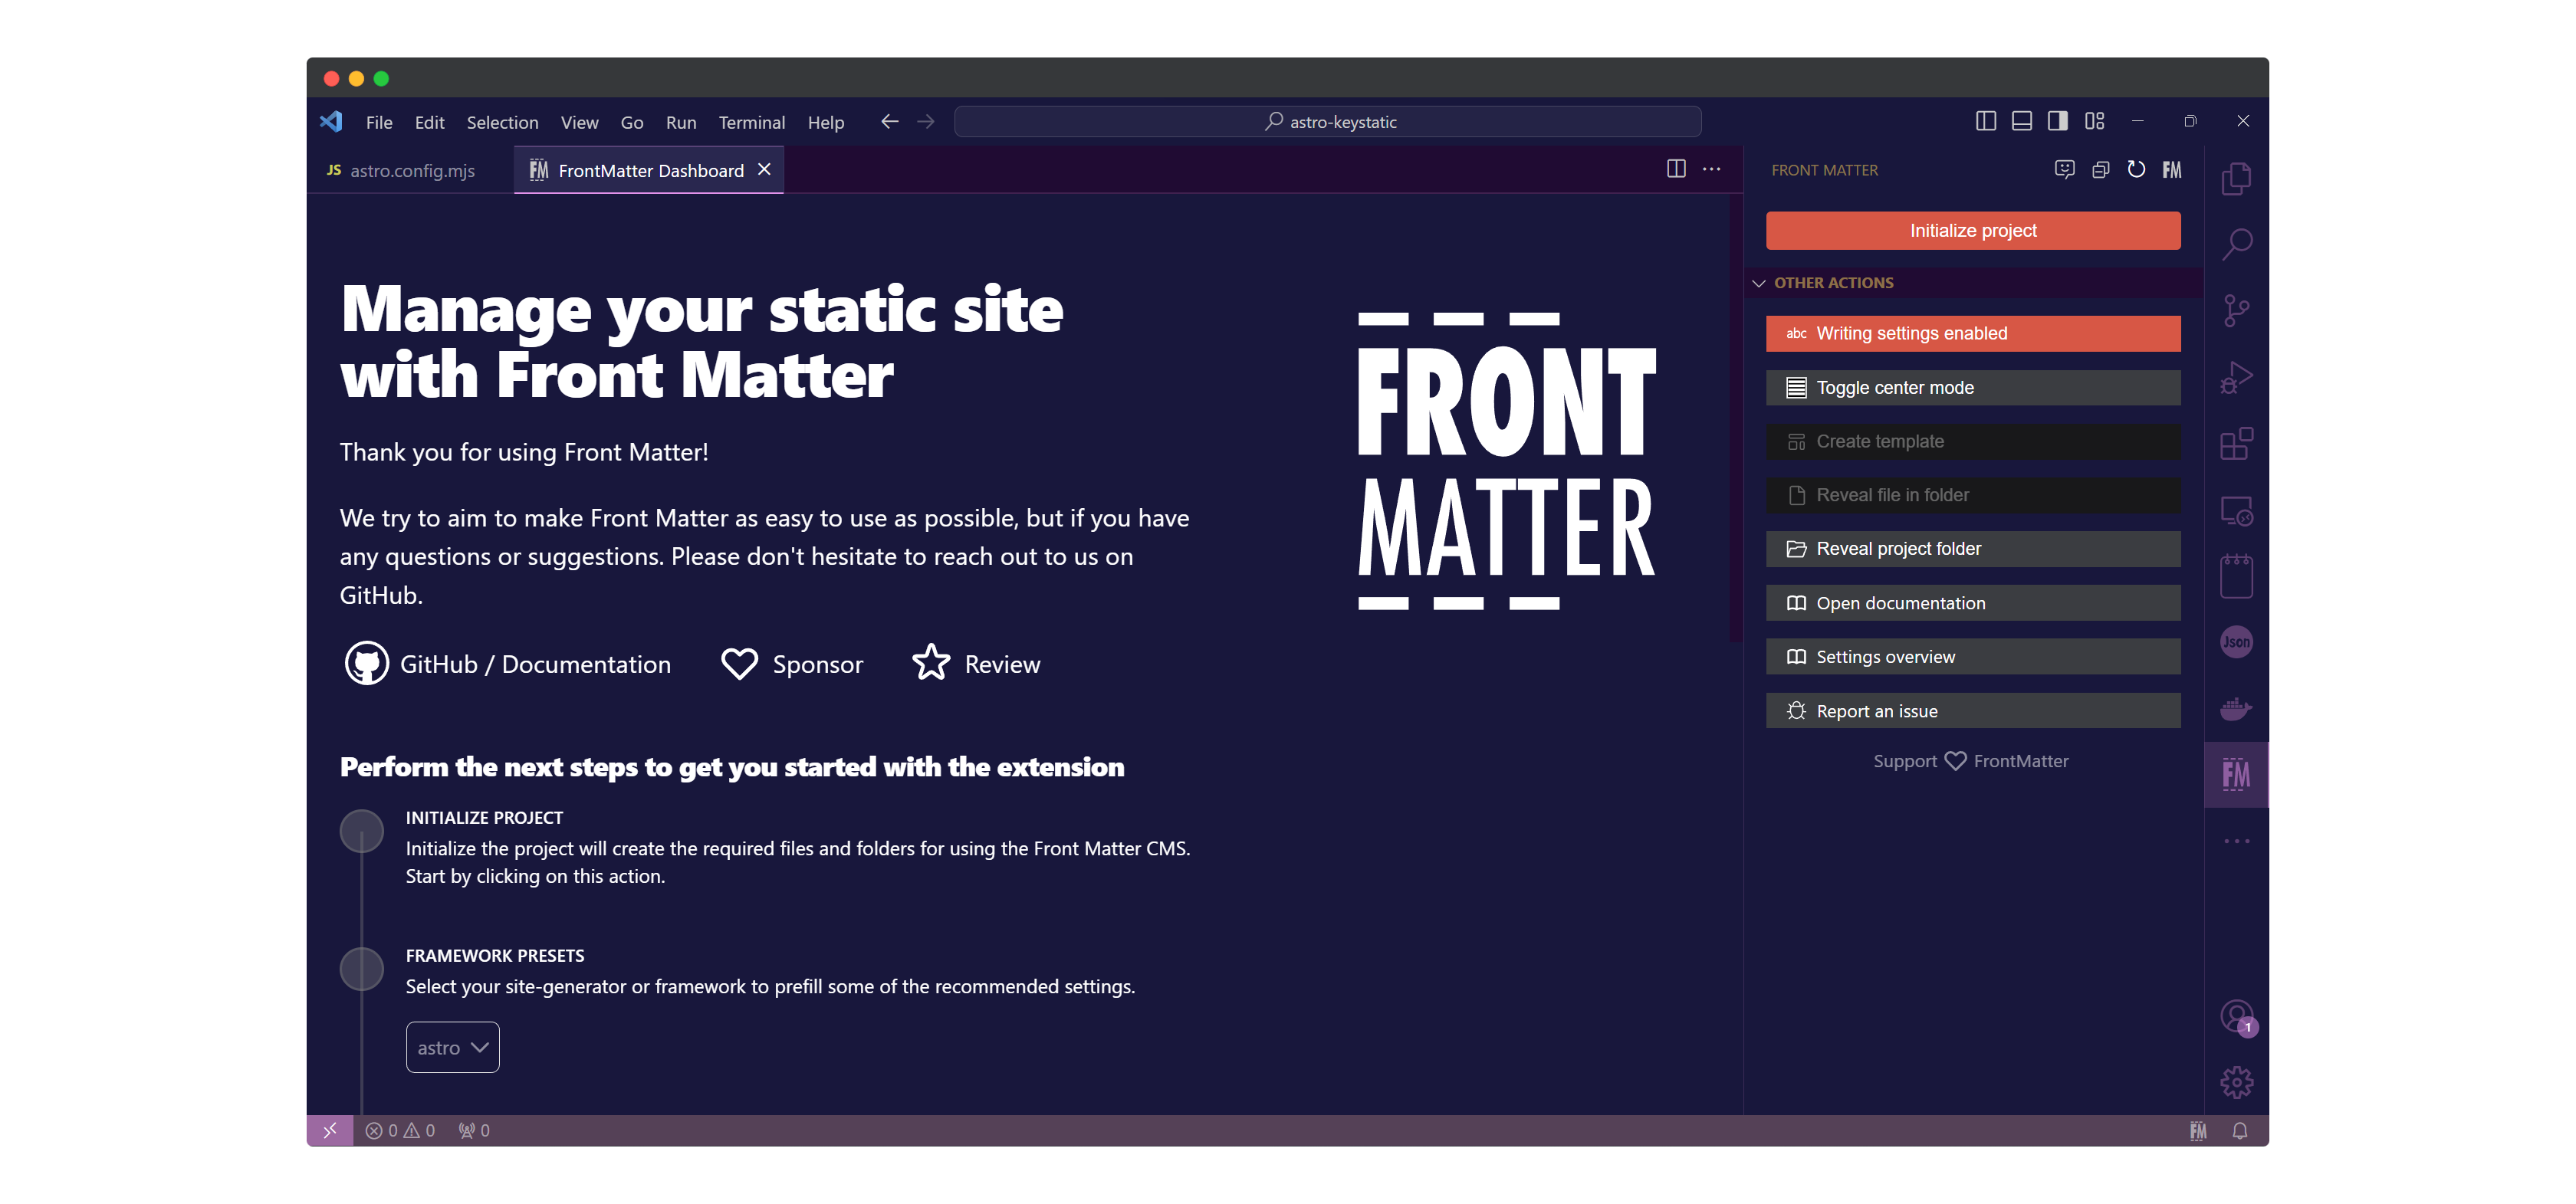 File Edit Selection View Go Run Terminal Help
astro-keystatic
JS astro.config.mjs
FM FrontMatter Dashboard
FRONT MATTER
FM
Manage your static site
with Front Matter
Thank you for using Front Matter!
We try to aim to make Front Matter as easy to use as possible, but if you have
any questions or suggestions. Please don't hesitate to reach out to us on
GitHub.
GitHub / Documentation
Sponsor
Review
FRONT
MATTER
Perform the next steps to get you started with the extension
INITIALIZE PROJECT
Initialize the project will create the required files and folders for using the Front Matter CMS.
Start by clicking on this action.
FRAMEWORK PRESETS
Select your site-generator or framework to prefill some of the recommended settings.
astro
Initialize project
OTHER ACTIONS
abc Writing settings enabled
Toggle center mode
Create template
Reveal file in folder
Reveal project folder
Open documentation
Settings overview
Report an issue
Support FrontMatter
Json
FM
1
0 0 0
FM